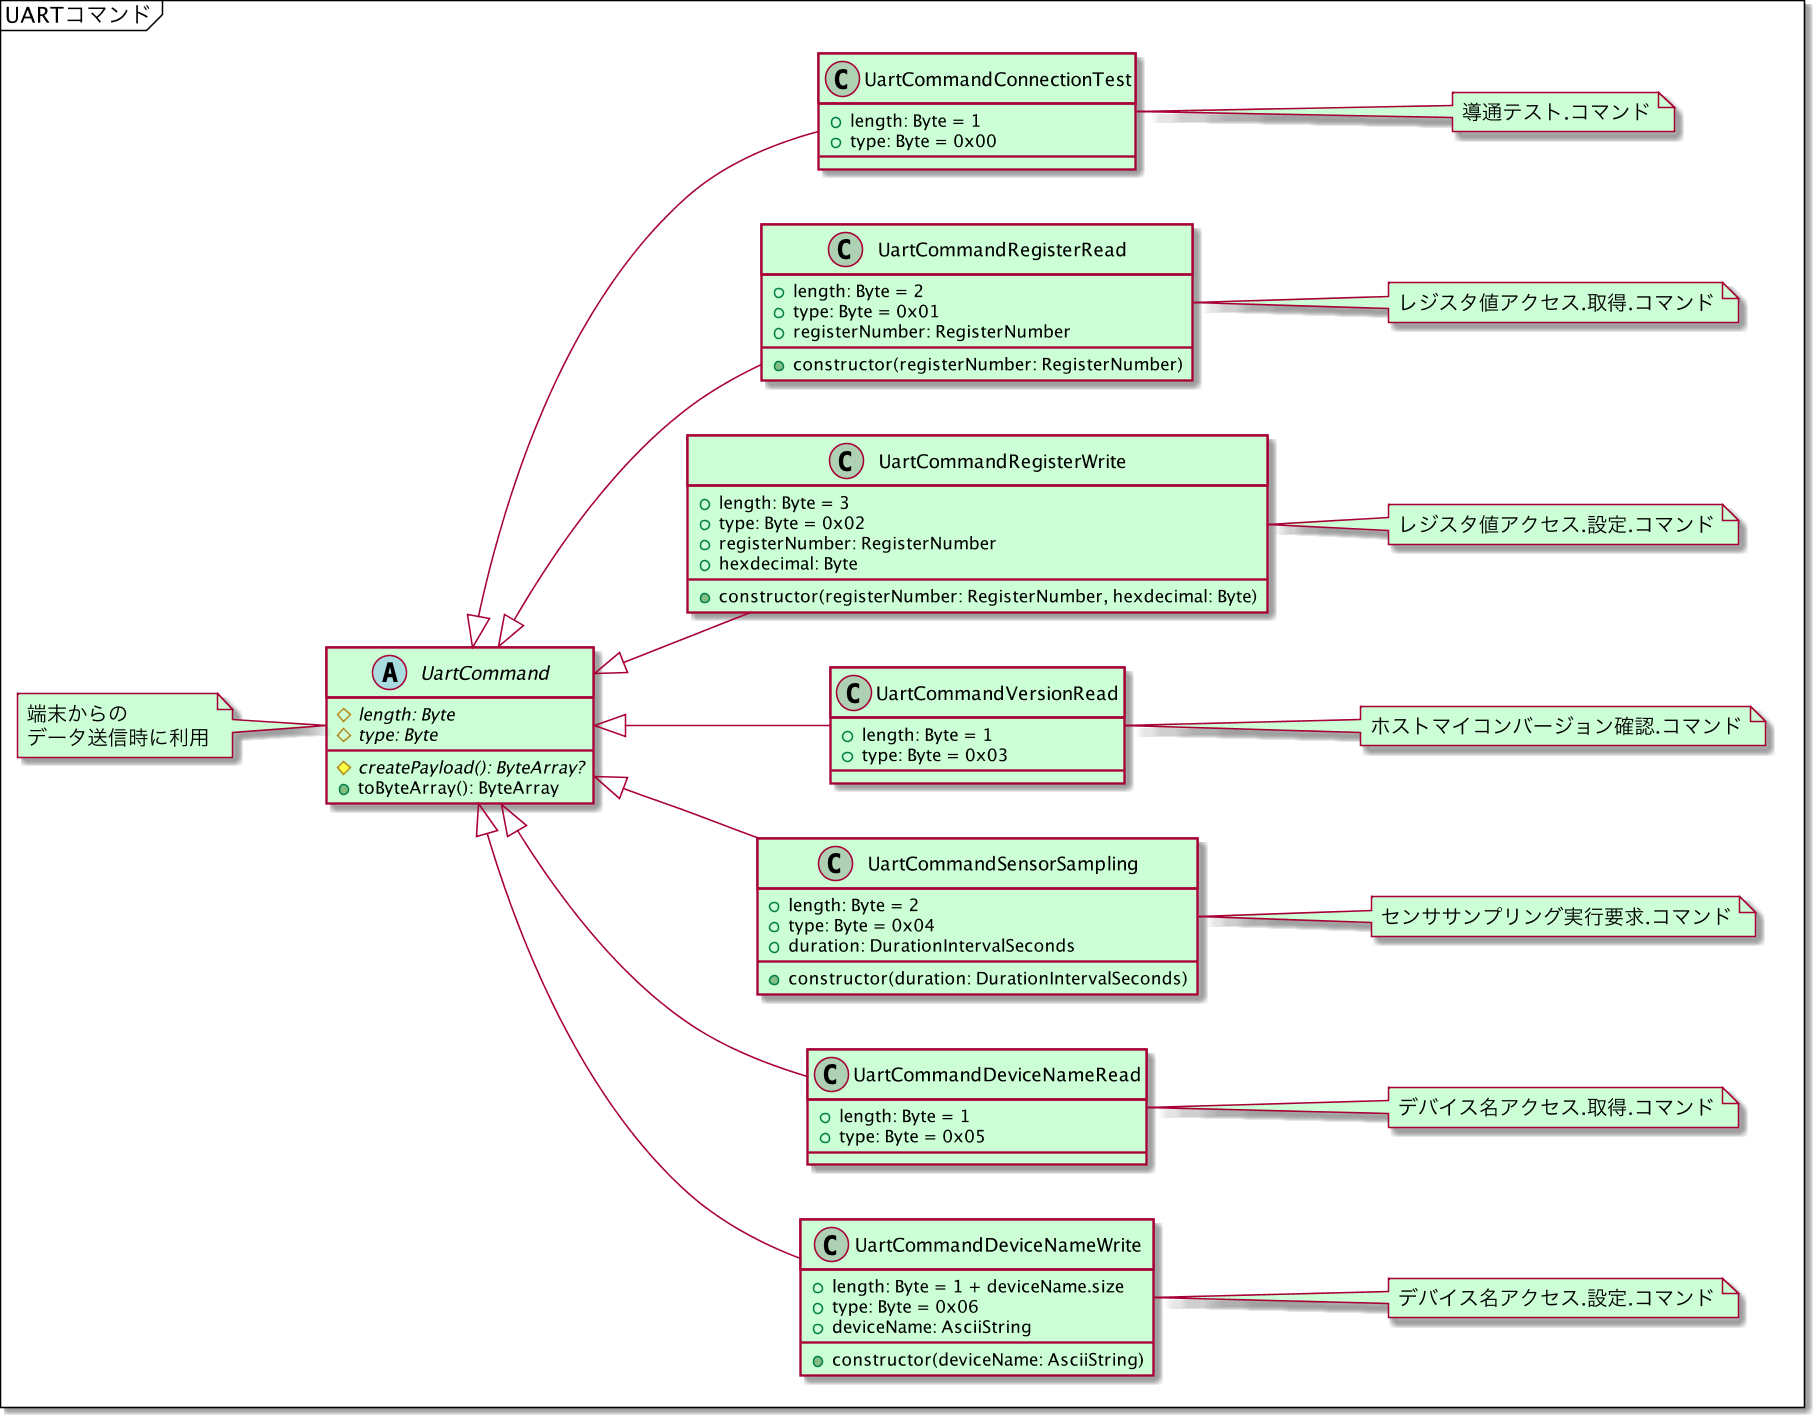 UARTコマンド
C UartCommandConnectionTest
length: Byte = 1
type: Byte = 0x00
導通テスト.コマンド
C UartCommandRegisterRead
length: Byte = 2
type: Byte = 0x01
registerNumber: RegisterNumber
constructor(registerNumber: RegisterNumber)
レジスタ値アクセス.取得.コマンド
C UartCommandRegisterWrite
length: Byte = 3
type: Byte = 0x02
registerNumber: RegisterNumber
hexdecimal: Byte
constructor(registerNumber: RegisterNumber, hexdecimal: Byte)
レジスタ値アクセス.設定.コマンド
端末からの
データ送信時に利用
A UartCommand
length: Byte
type: Byte
createPayload(): ByteArray?
toByteArray(): ByteArray
C UartCommandVersionRead
length: Byte = 1
type: Byte = 0x03
ホストマイコンバージョン確認.コマンド
C UartCommandSensorSampling
length: Byte = 2
type: Byte = 0x04
duration: DurationIntervalSeconds
constructor(duration: DurationIntervalSeconds)
センササンプリング実行要求.コマンド
C UartCommandDeviceNameRead
length: Byte = 1
type: Byte = 0x05
デバイス名アクセス.取得.コマンド
C UartCommandDeviceNameWrite
length: Byte = 1 + deviceName.size
type: Byte = 0x06
deviceName: AsciiString
constructor(deviceName: AsciiString)
デバイス名アクセス.設定.コマンド